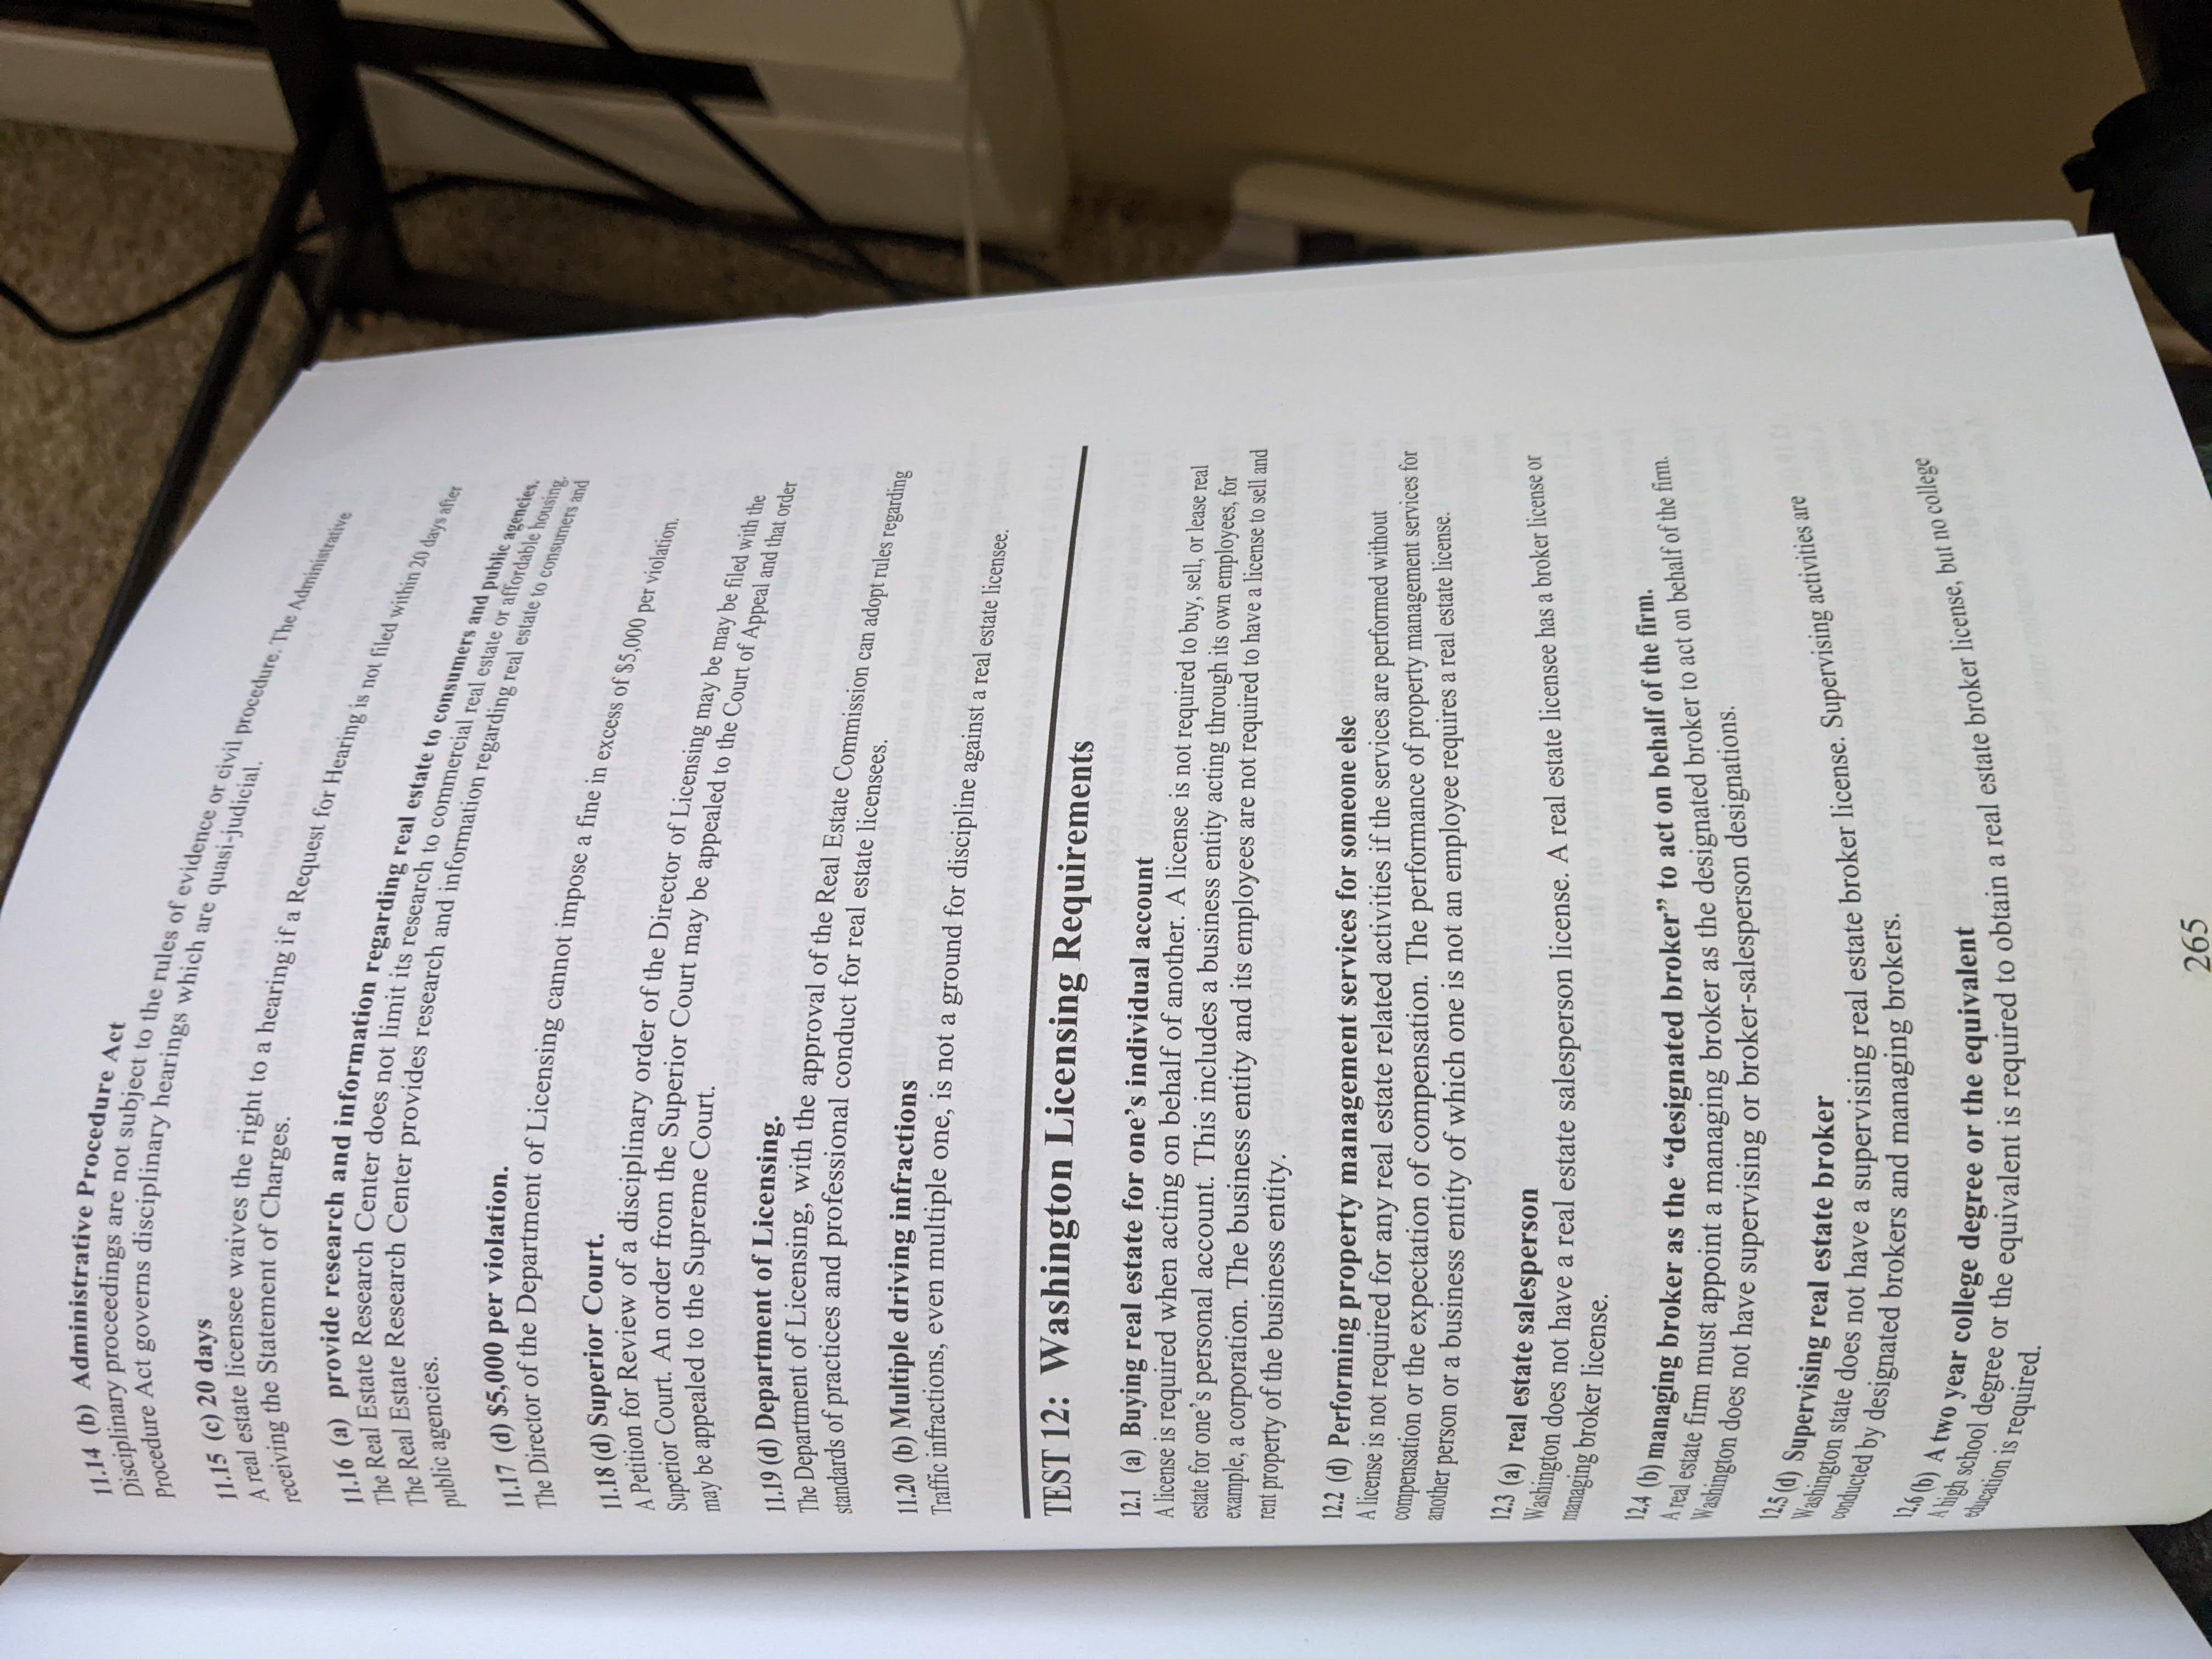 11.14 (b) Administrative Procedure Act
Disciplinary proceedings are not subject to the rules of evidence or civil procedure. The Administrative
Procedure Act governs disciplinary hearings which are quasi-judicial.
11.15 (c) 20 days
A real estate licensee waives the right to a hearing if a Request for Hearing is not filed within 20 days after
receiving the Statement of Charges.
11.16 (a) provide research and information regarding real estate to consumers and public agencies.
The Real Estate Research Center does not limit its research to commercial real estate or affordable housing.
The Real Estate Research Center provides research and information regarding real estate to consumers and
public agencies.
11.17 (d) $5,000 per violation.
The Director of the Department of Licensing cannot impose a fine in excess of $5,000 per violation.
11.18 (d) Superior Court.
A Petition for Review of a disciplinary order of the Director of Licensing may be may be filed with the
Superior Court. An order from the Superior Court may be appealed to the Court of Appeal and that order
may be appealed to the Supreme Court.
11.19 (d) Department of Licensing.
The Department of Licensing, with the approval of the Real Estate Commission can adopt rules regarding
standards of practices and professional conduct for real estate licensees.
11.20 (b) Multiple driving infractions
Traffic infractions, even multiple one, is not a ground for discipline against a real estate licensee.
TEST 12: Washington Licensing Requirements
12.1 (a) Buying real estate for one's individual account
A license is required when acting on behalf of another. A license is not required to buy, sell, or lease real
estate for one's personal account. This includes a business entity acting through its own employees, for
example, a corporation. The business entity and its employees are not required to have a license to sell and
rent property of the business entity.
12.2 (d) Performing property management services for someone else
A license is not required for any real estate related activities if the services are performed without
compensation or the expectation of compensation. The performance of property management services for
another person or a business entity of which one is not an employee requires a real estate license.
12.3 (a) real estate salesperson
Washington does not have a real estate salesperson license. A real estate licensee has a broker license or
managing broker license.
12.4 (b) managing broker as the “designated broker” to act on behalf of the firm.
A real estate firm must appoint a managing broker as the designated broker to act on behalf of the firm.
Washington does not have supervising or broker-salesperson designations.
12.5 (d) Supervising real estate broker
Washington state does not have a supervising real estate broker license. Supervising activities are
conducted by designated brokers and managing brokers.
12.6 (b) A two year college degree or the equivalent
A high school degree or the equivalent is required to obtain a real estate broker license, but no college
education is required.
265